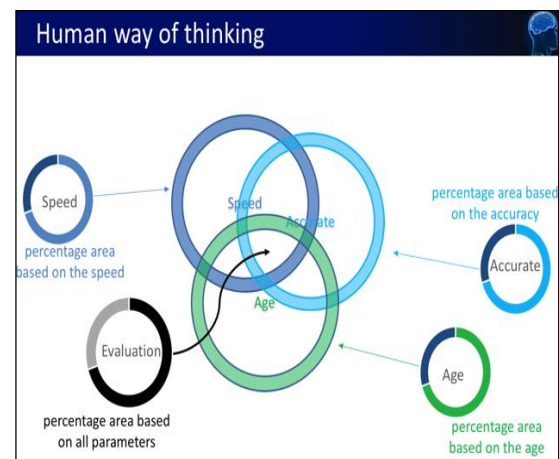 Human way of thinking
Speed
percentage area
based on the speed
Speed
Accurate
Age
percentage area based
on the accuracy
Accurate
Evaluation
percentage area based
on all parameters
Age
percentage area
based on the age